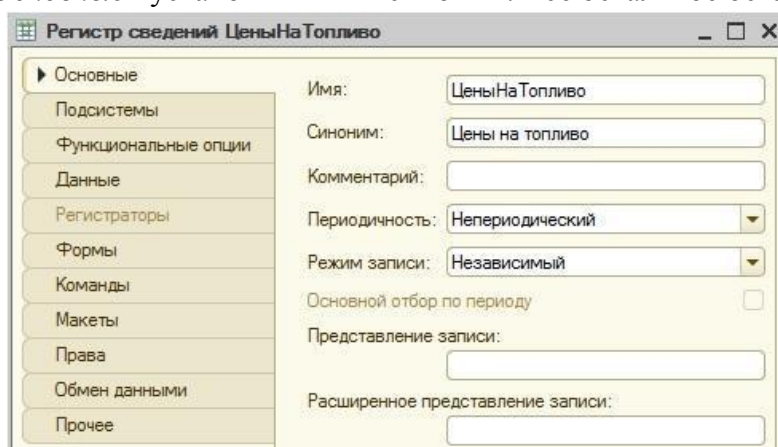 Регистр сведений ЦеныНаТопливо
Основные
Подсистемы
Функциональные опции
Данные
Регистраторы
Формы
Команды
Макеты
Права
Обмен данными
Прочее
Имя: ЦеныНаТопливо
Синоним: Цены на топливо
Комментарий:
Периодичность: Непериодический
Режим записи: Независимый
Основной отбор по периоду
Представление записи:
Расширенное представление записи: